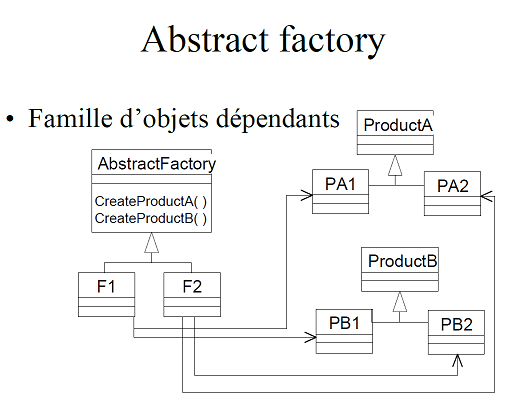 Abstract factory
• Famille d'objets dépendants
ProductA
AbstractFactory
CreateProductA( )
CreateProductB( )
PA1
PA2
ProductB
F1
F2
PB1
PB2